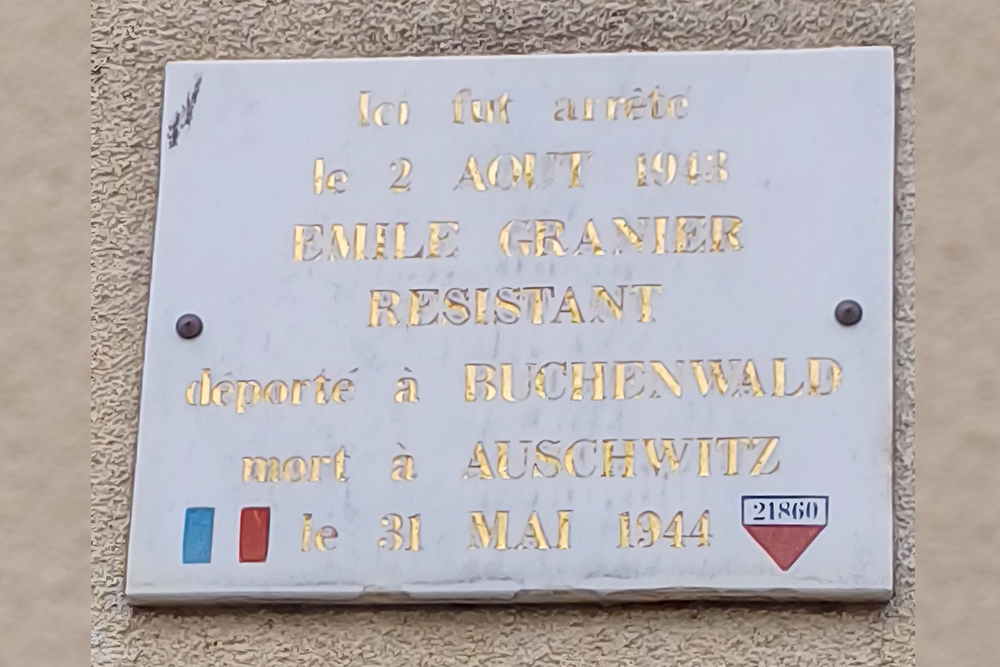 Ici fut arrêté
le 2 AOUT 1943
EMILE GRANIER
RESISTANT
déporté à BUCHENWALD
mort à AUSCHWITZ
le 31 MAI 1944
21860